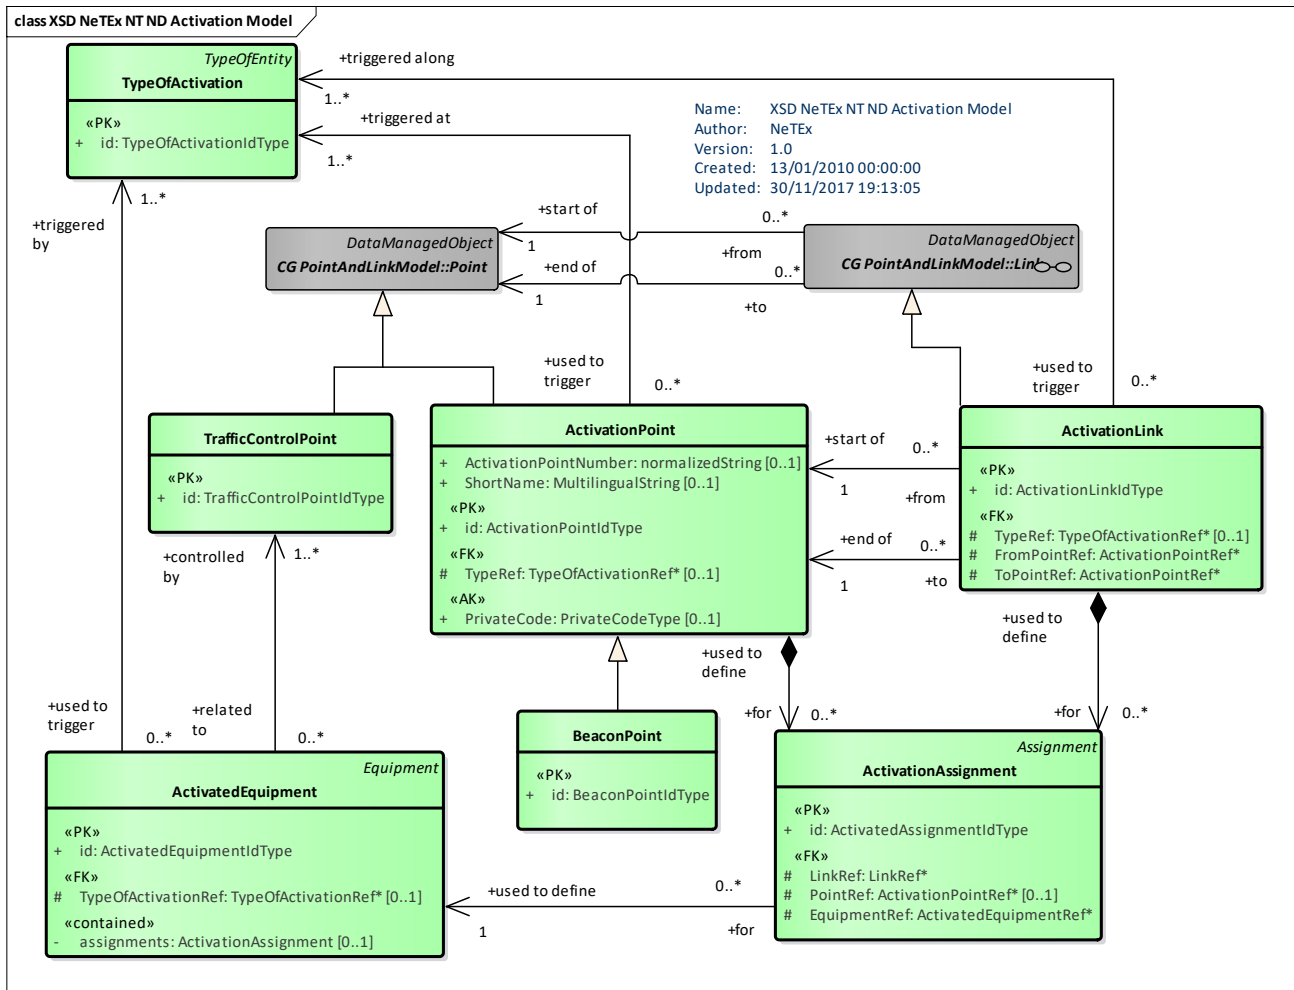 class XSD NeTEx NT ND Activation Model
TypeOfEntity
TypeOfActivation
«PK»
+ id: TypeOfActivationIdType
+triggered along
1..*
+triggered at
1..*
Name: XSD NeTEx NT ND Activation Model
Author: NeTEx
Version: 1.0
Created: 13/01/2010 00:00:00
Updated: 30/11/2017 19:13:05
1..*
+triggered
by
DataManagedObject
CG PointAndLinkModel::Point
+start of
1
0..*
+from
+end of
1
0..*
+to
DataManagedObject
CG PointAndLinkModel::Link
+used to
trigger
0..*
+used to
trigger
0..*
TrafficControlPoint
«PK»
+ id: TrafficControlPointIdType
ActivationPoint
+ ActivationPointNumber: normalizedString [0..1]
+ ShortName: MultilingualString [0..1]
«PK»
+ id: ActivationPointIdType
«FK»
# TypeRef: TypeOfActivationRef* [0..1]
«AK»
+ PrivateCode: PrivateCodeType [0..1]
+start of
0..*
1
+from
+end of
0..*
1
+to
ActivationLink
«PK»
+ id: ActivationLinkIdType
«FK»
# TypeRef: TypeOfActivationRef* [0..1]
# FromPointRef: ActivationPointRef*
# ToPointRef: ActivationPointRef*
+controlled
by
1..*
+used to
define
+used to
define
+for
0..*
+for
0..*
+used to
trigger
0..*
+related
to
0..*
BeaconPoint
«PK»
+ id: BeaconPointIdType
Equipment
ActivatedEquipment
«PK»
+ id: ActivatedEquipmentIdType
«FK»
# TypeOfActivationRef: TypeOfActivationRef* [0..1]
«contained»
- assignments: ActivationAssignment [0..1]
+used to define
0..*
1
+for
Assignment
ActivationAssignment
«PK»
+ id: ActivatedAssignmentIdType
«FK»
# LinkRef: LinkRef*
# PointRef: ActivationPointRef* [0..1]
# EquipmentRef: ActivatedEquipmentRef*